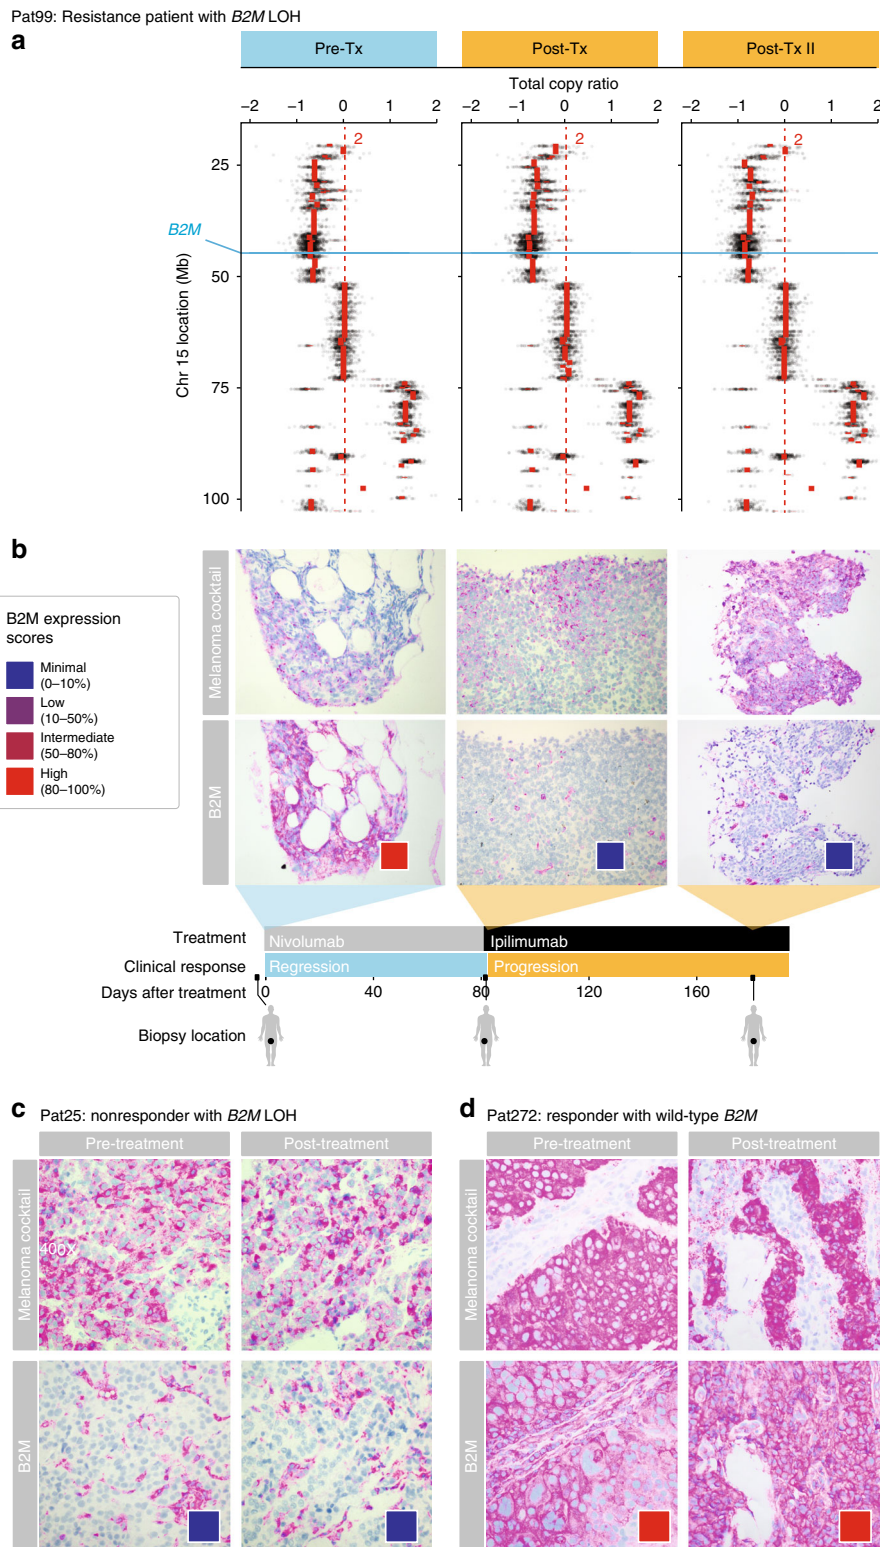 Pat99: Resistance patient with B2M LOH
a
Pre-Tx
Post-Tx
Post-Tx II
Total copy ratio
−2 −1 0 1 2 −2 −1 0 1 2 −2 −1 0 1 2
2 2 2
25
B2M
50
75
100
Chr 15 location (Mb)
b
B2M expression
scores
Minimal
(0–10%)
Low
(10–50%)
Intermediate
(50–80%)
High
(80–100%)
Melanoma cocktail
B2M
Treatment
Nivolumab
Ipilimumab
Clinical response
Regression
Progression
Days after treatment
0 40 80 120 160
Biopsy location
c
Pat25: nonresponder with B2M LOH
Pre-treatment
Post-treatment
Melanoma cocktail
400x
B2M
d
Pat272: responder with wild-type B2M
Pre-treatment
Post-treatment
Melanoma cocktail
B2M